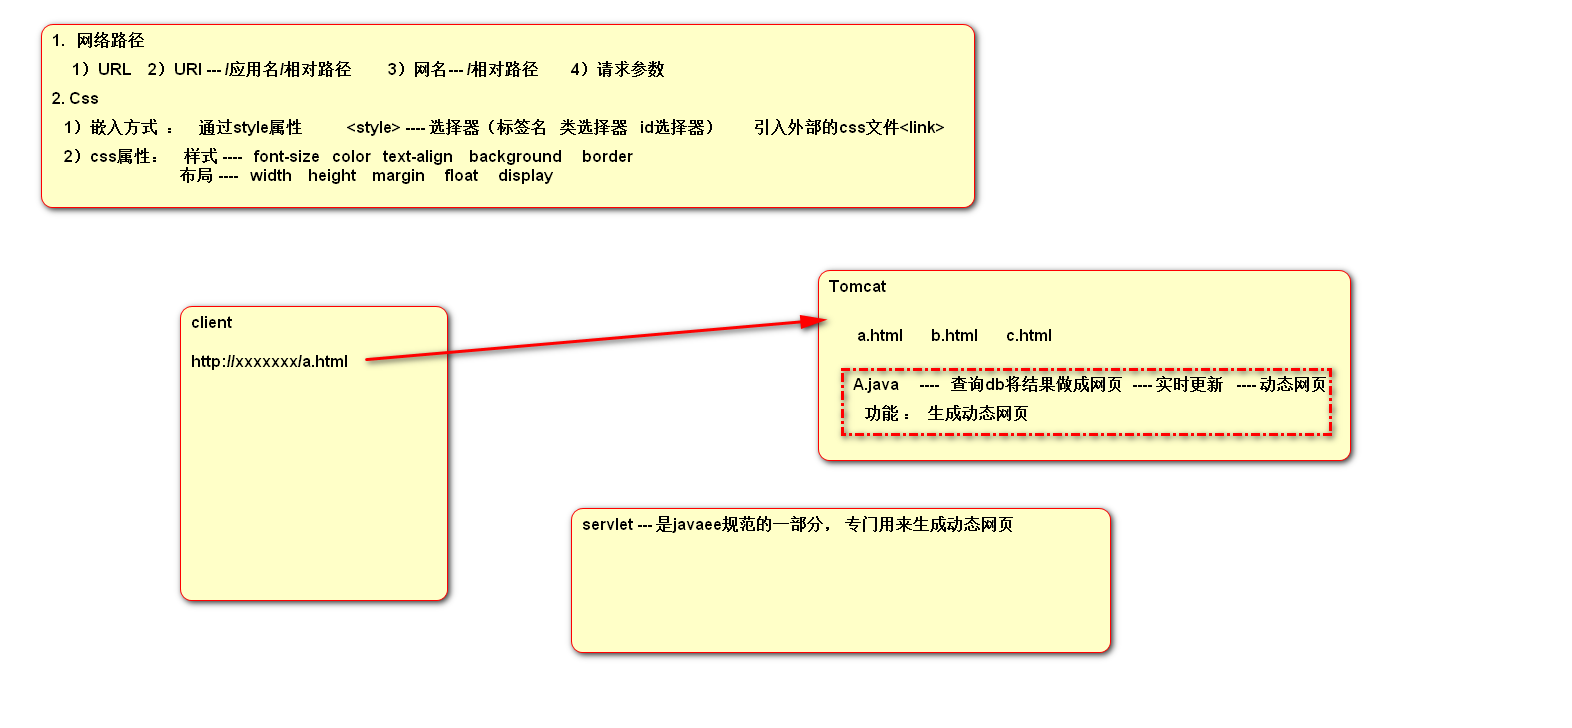 1. 网络路径
1）URL 2）URI --- /应用名/相对路径 3）网名--- /相对路径 4）请求参数
2. Css
1）嵌入方式 ： 通过style属性 <style> ---- 选择器（标签名 类选择器 id选择器） 引入外部的css文件<link>
2）css属性： 样式 ---- font-size color text-align background border
布局 ---- width height margin float display
Tomcat
client
a.html b.html c.html
http://xxxxxxx/a.html
A.java ---- 查询db将结果做成网页 ---- 实时更新 ---- 动态网页
功能 ： 生成动态网页
servlet --- 是javaee规范的一部分， 专门用来生成动态网页